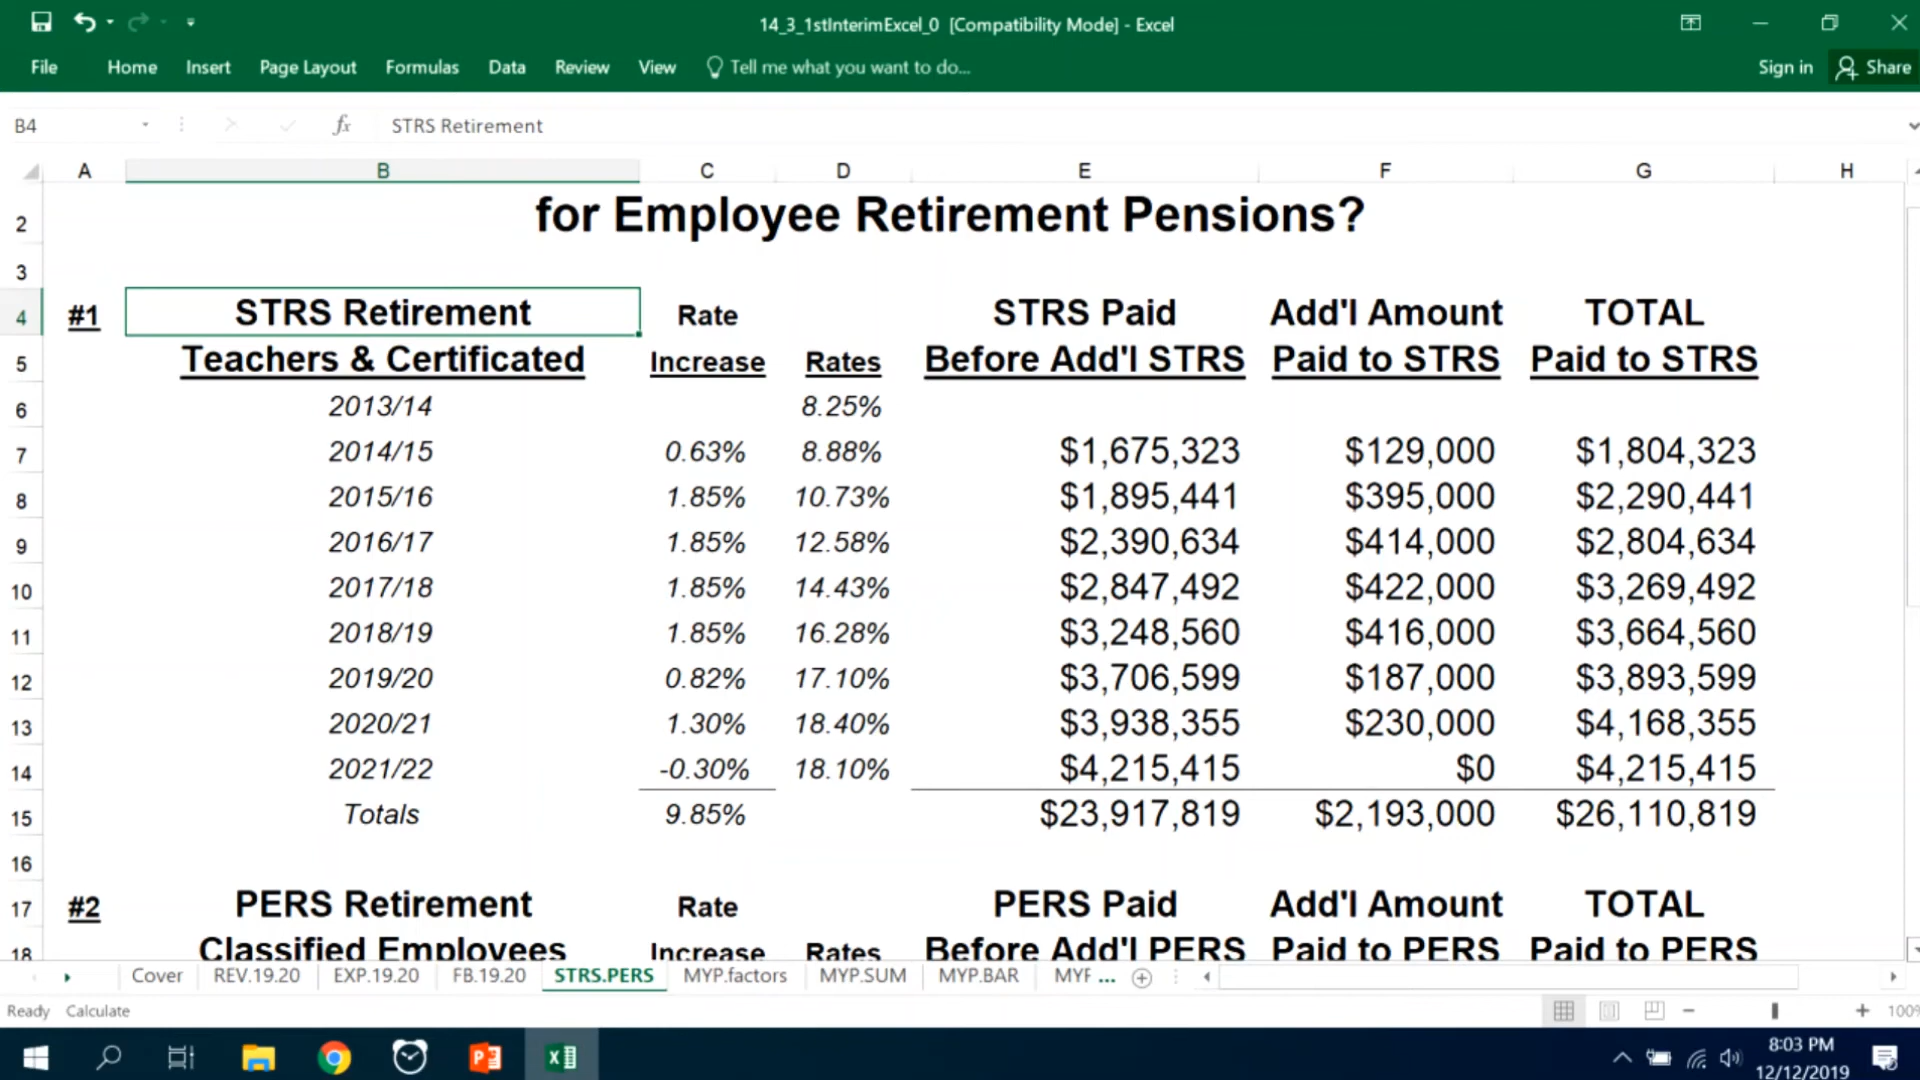 14_3_1stInterimExcel_0 [Compatibility Mode] - Excel
File Home Insert Page Layout Formulas Data Review View Tell me what you want to do... Sign in Share
B4 fx STRS Retirement
A B C D E F G H
2 for Employee Retirement Pensions?
3
4 #1 STRS Retirement Rate STRS Paid Add'l Amount TOTAL
5 Teachers & Certificated Increase Rates Before Add'l STRS Paid to STRS Paid to STRS
6 2013/14 8.25%
7 2014/15 0.63% 8.88% $1,675,323 $129,000 $1,804,323
8 2015/16 1.85% 10.73% $1,895,441 $395,000 $2,290,441
9 2016/17 1.85% 12.58% $2,390,634 $414,000 $2,804,634
10 2017/18 1.85% 14.43% $2,847,492 $422,000 $3,269,492
11 2018/19 1.85% 16.28% $3,248,560 $416,000 $3,664,560
12 2019/20 0.82% 17.10% $3,706,599 $187,000 $3,893,599
13 2020/21 1.30% 18.40% $3,938,355 $230,000 $4,168,355
14 2021/22 -0.30% 18.10% $4,215,415 $0 $4,215,415
15 Totals 9.85% $23,917,819 $2,193,000 $26,110,819
16
17 #2 PERS Retirement Rate PERS Paid Add'l Amount TOTAL
18 Classified Employees Increase Rates Before Add'l PERS Paid to PERS Paid to PERS
Cover REV.19.20 EXP.19.20 FB.19.20 STRS.PERS MYP.factors MYP.SUM MYP.BAR MYP ...
Ready Calculate 100%
8:03 PM
12/12/2019